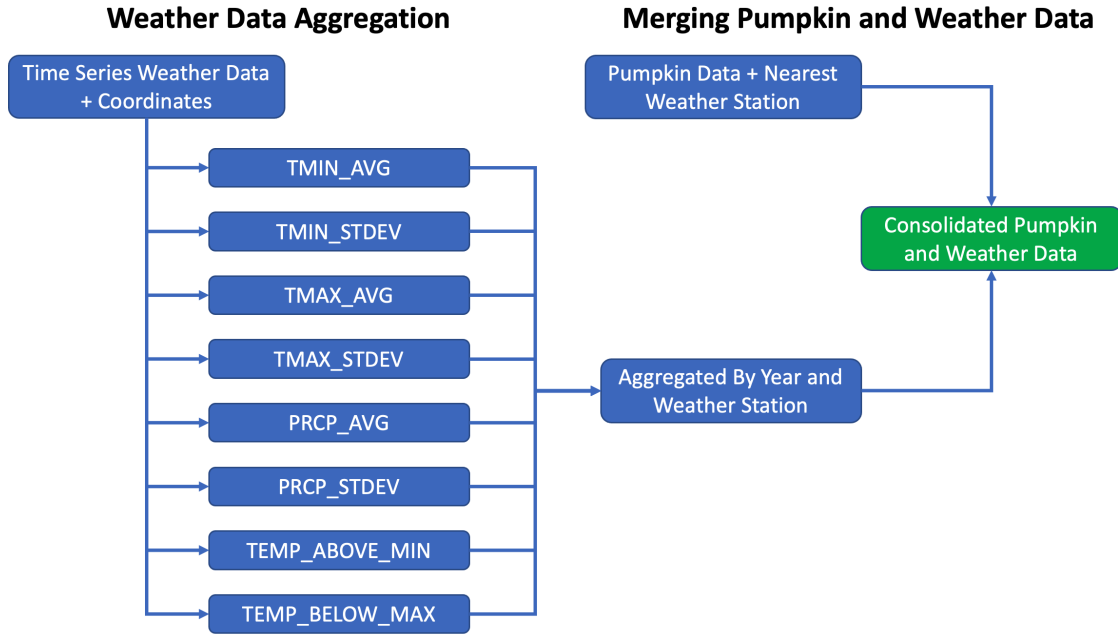 Weather Data Aggregation
Time Series Weather Data
+ Coordinates
TMIN_AVG
TMIN_STDEV
TMAX_AVG
TMAX_STDEV
PRCP_AVG
PRCP_STDEV
TEMP_ABOVE_MIN
TEMP_BELOW_MAX
Merging Pumpkin and Weather Data
Pumpkin Data + Nearest
Weather Station
Consolidated Pumpkin
and Weather Data
Aggregated By Year and
Weather Station